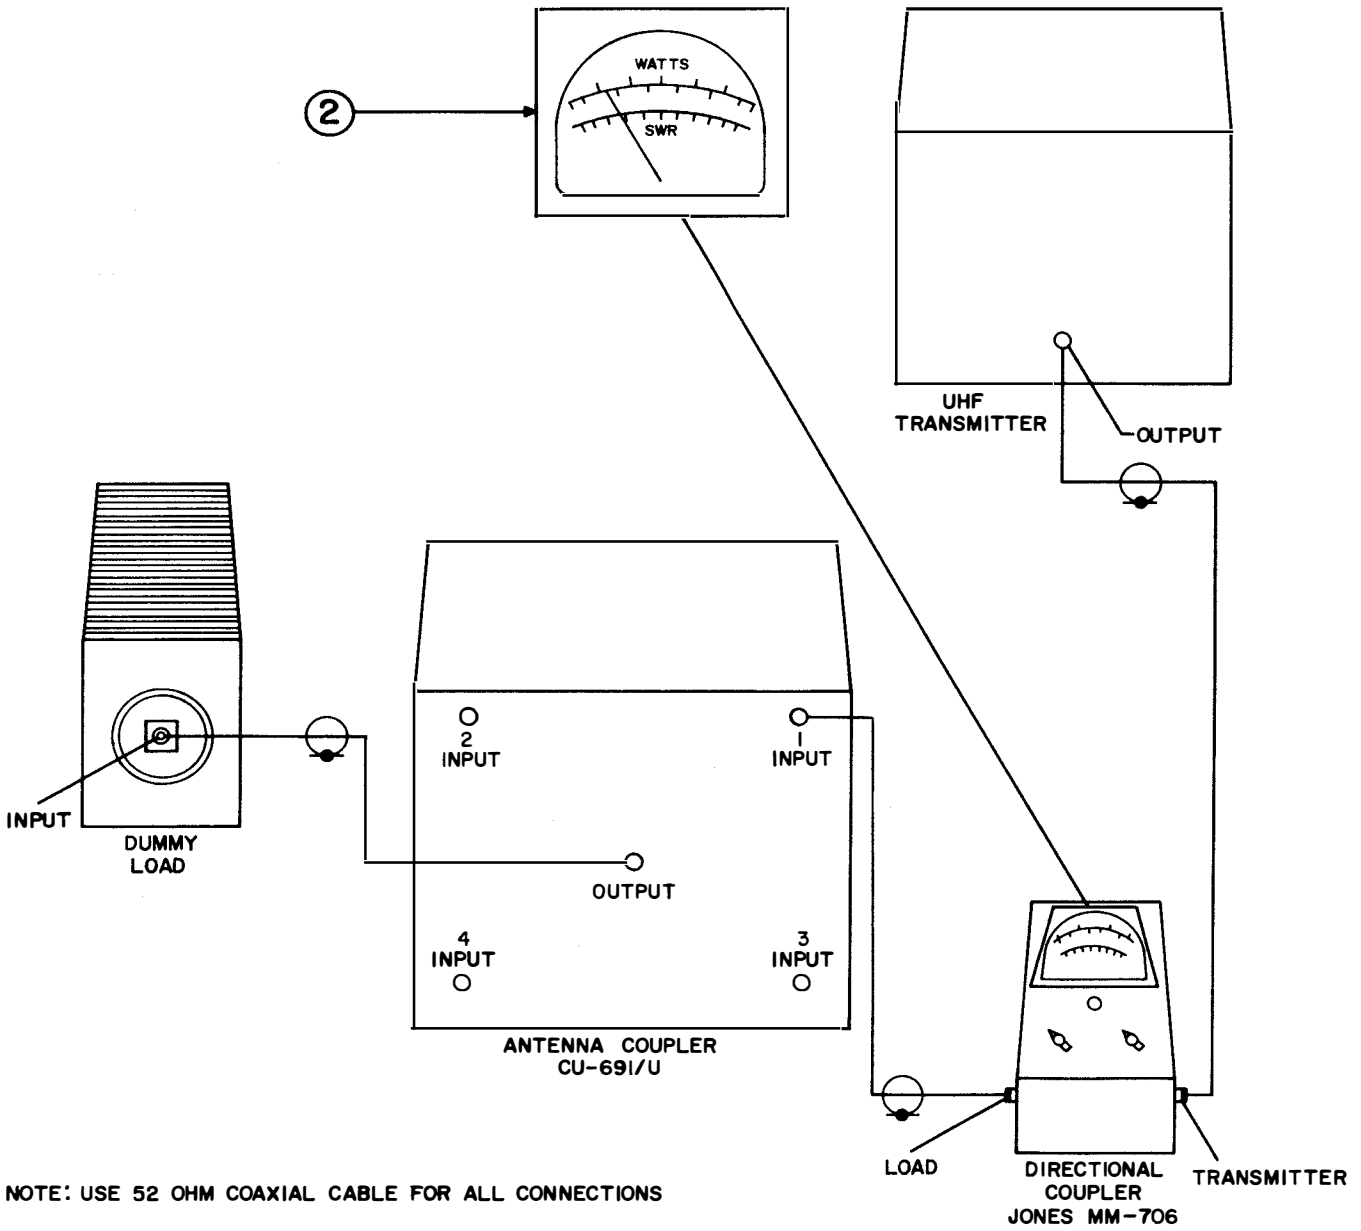 WATTS
2
SWR
UHF
TRANSMITTER
OUTPUT
2
INPUT
1
INPUT
INPUT
DUMMY
LOAD
OUTPUT
4
INPUT
3
INPUT
ANTENNA COUPLER
CU-691/U
LOAD
DIRECTIONAL
COUPLER
JONES MM-706
TRANSMITTER
NOTE: USE 52 OHM COAXIAL CABLE FOR ALL CONNECTIONS